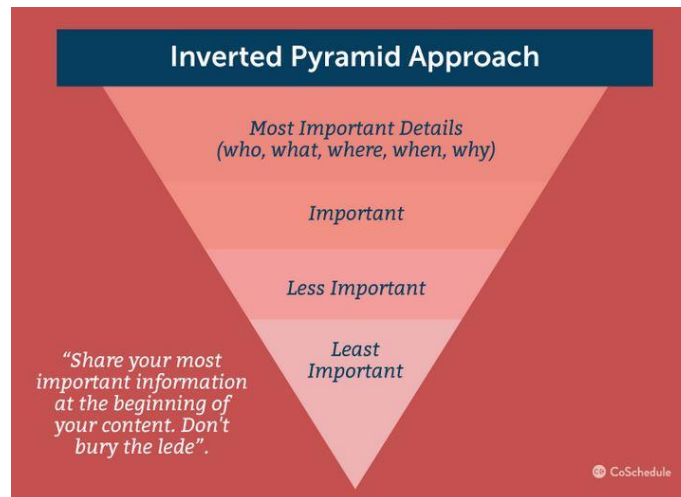 Inverted Pyramid Approach
Most Important Details
(who, what, where, when, why)
Important
Less Important
Least
Important
“Share your most
important information
at the beginning of
your content. Don't
bury the lede”.
CoSchedule